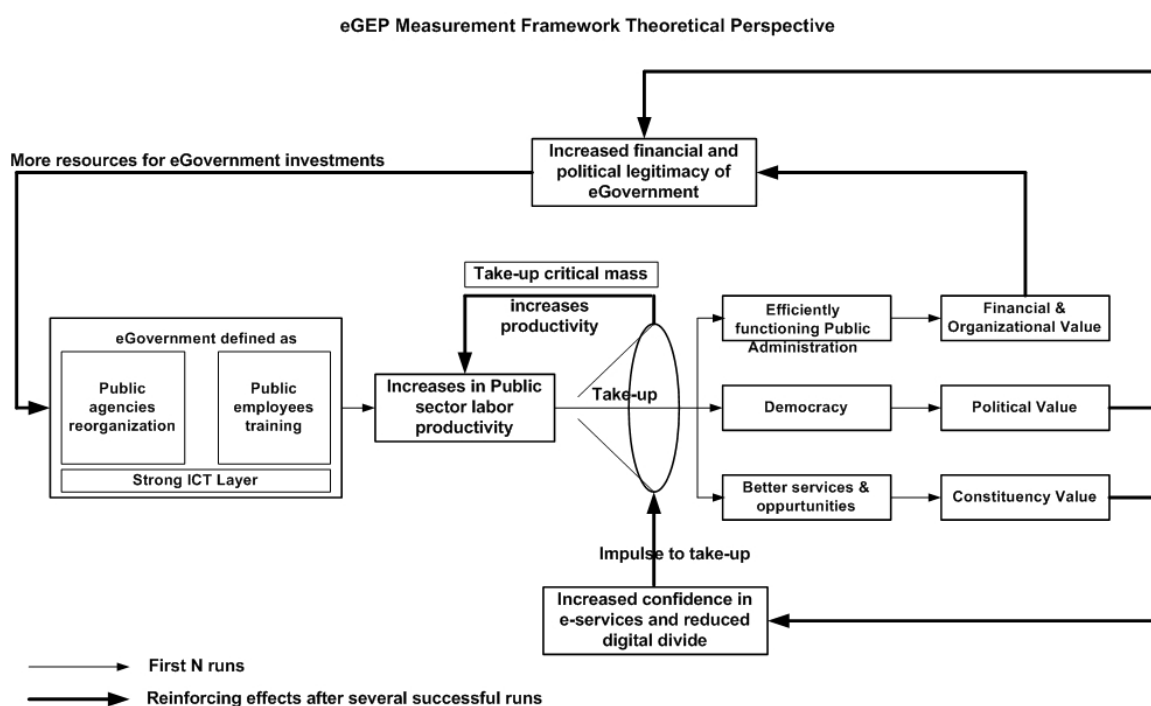 eGEP Measurement Framework Theoretical Perspective
More resources for eGovernment investments
Increased financial and
political legitimacy of
eGovernment
Take-up critical mass
increases
productivity
eGovernment defined as
Public
agencies
reorganization
Public
employees
training
Strong ICT Layer
Increases in Public
sector labor
productivity
Take-up
Efficiently
functioning Public
Administration
Financial &
Organizational Value
Democracy
Political Value
Better services &
oppurtunities
Constituency Value
Impulse to take-up
Increased confidence in
e-services and reduced
digital divide
First N runs
Reinforcing effects after several successful runs